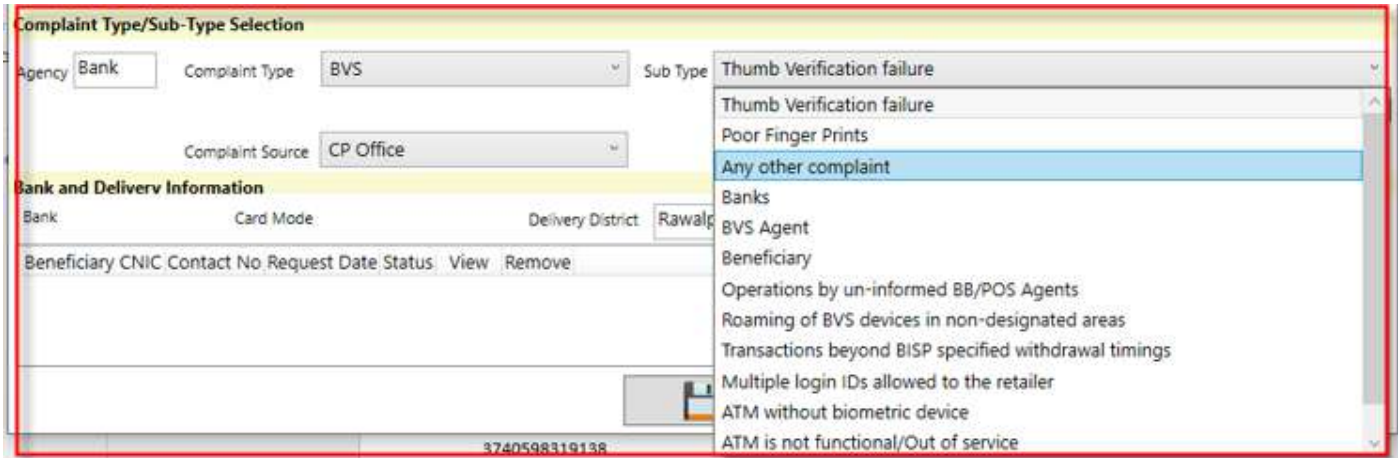 Complaint Type/Sub-Type Selection
Agency Bank Complaint Type BVS Sub Type Thumb Verification failure
Thumb Verification failure
Poor Finger Prints
Complaint Source CP Office
Any other complaint
Bank and Delivery Information
Banks
Bank Card Mode Delivery District Rawalp
BVS Agent
Beneficiary CNIC Contact No Request Date Status View Remove
Beneficiary
Operations by un-informed BB/POS Agents
Roaming of BVS devices in non-designated areas
Transactions beyond BISP specified withdrawal timings
Multiple login IDs allowed to the retailer
ATM without biometric device
ATM is not functional/Out of service
3740598319138